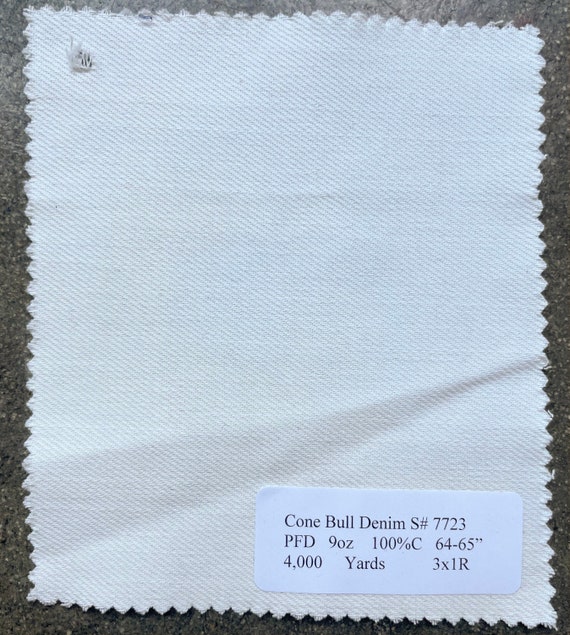 Cone Bull Denim S# 7723
PFD 9oz 100%C 64-65”
4,000 Yards 3x1R